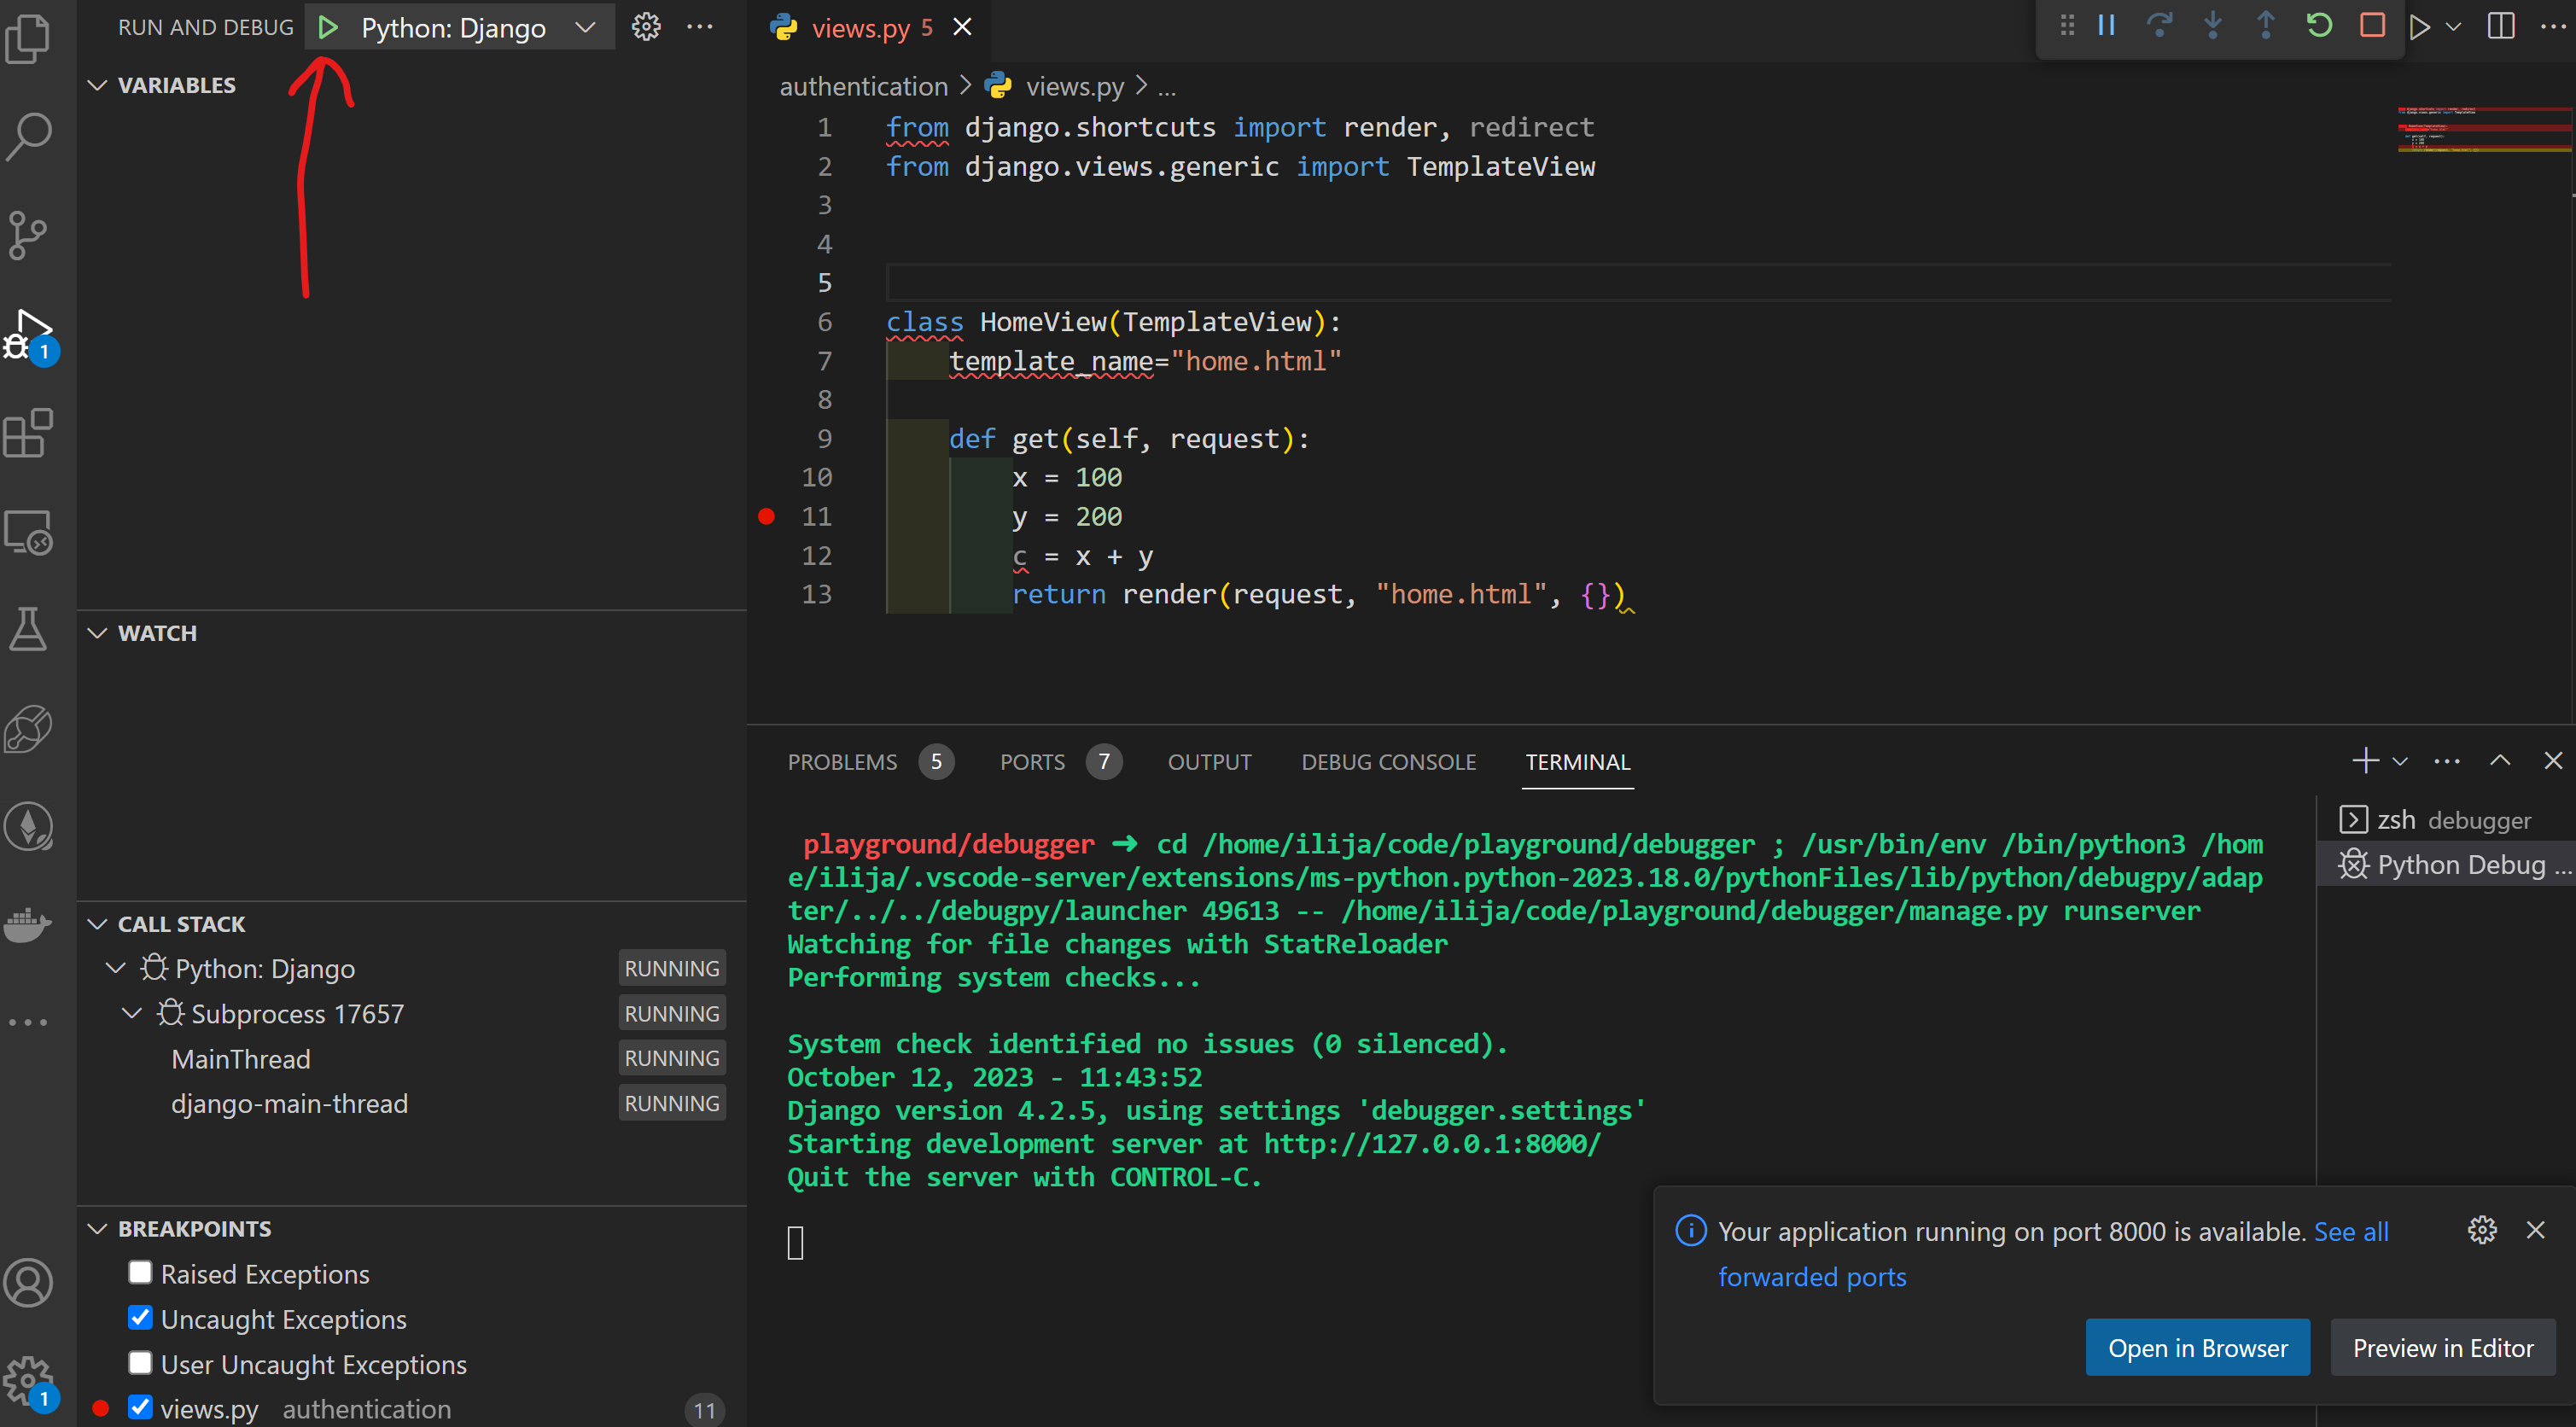 RUN AND DEBUG
Python: Django
VARIABLES
WATCH
CALL STACK
Python: Django RUNNING
Subprocess 17657 RUNNING
MainThread RUNNING
django-main-thread RUNNING
BREAKPOINTS
Raised Exceptions
Uncaught Exceptions
User Uncaught Exceptions
views.py authentication 11
1
1
views.py 5
authentication > views.py > ...
1 from django.shortcuts import render, redirect
2 from django.views.generic import TemplateView
3
4
5
6 class HomeView(TemplateView):
7 template_name="home.html"
8
9 def get(self, request):
10 x = 100
11 y = 200
12 c = x + y
13 return render(request, "home.html", {})
PROBLEMS 5 PORTS 7 OUTPUT DEBUG CONSOLE TERMINAL
playground/debugger ➜ cd /home/ilija/code/playground/debugger ; /usr/bin/env /bin/python3 /hom
e/ilija/.vscode-server/extensions/ms-python.python-2023.18.0/pythonFiles/lib/python/debugpy/adap
ter/../../debugpy/launcher 49613 -- /home/ilija/code/playground/debugger/manage.py runserver
Watching for file changes with StatReloader
Performing system checks...
System check identified no issues (0 silenced).
October 12, 2023 - 11:43:52
Django version 4.2.5, using settings 'debugger.settings'
Starting development server at http://127.0.0.1:8000/
Quit the server with CONTROL-C.
zsh debugger
Python Debug ...
Your application running on port 8000 is available. See all
forwarded ports
Open in Browser
Preview in Editor